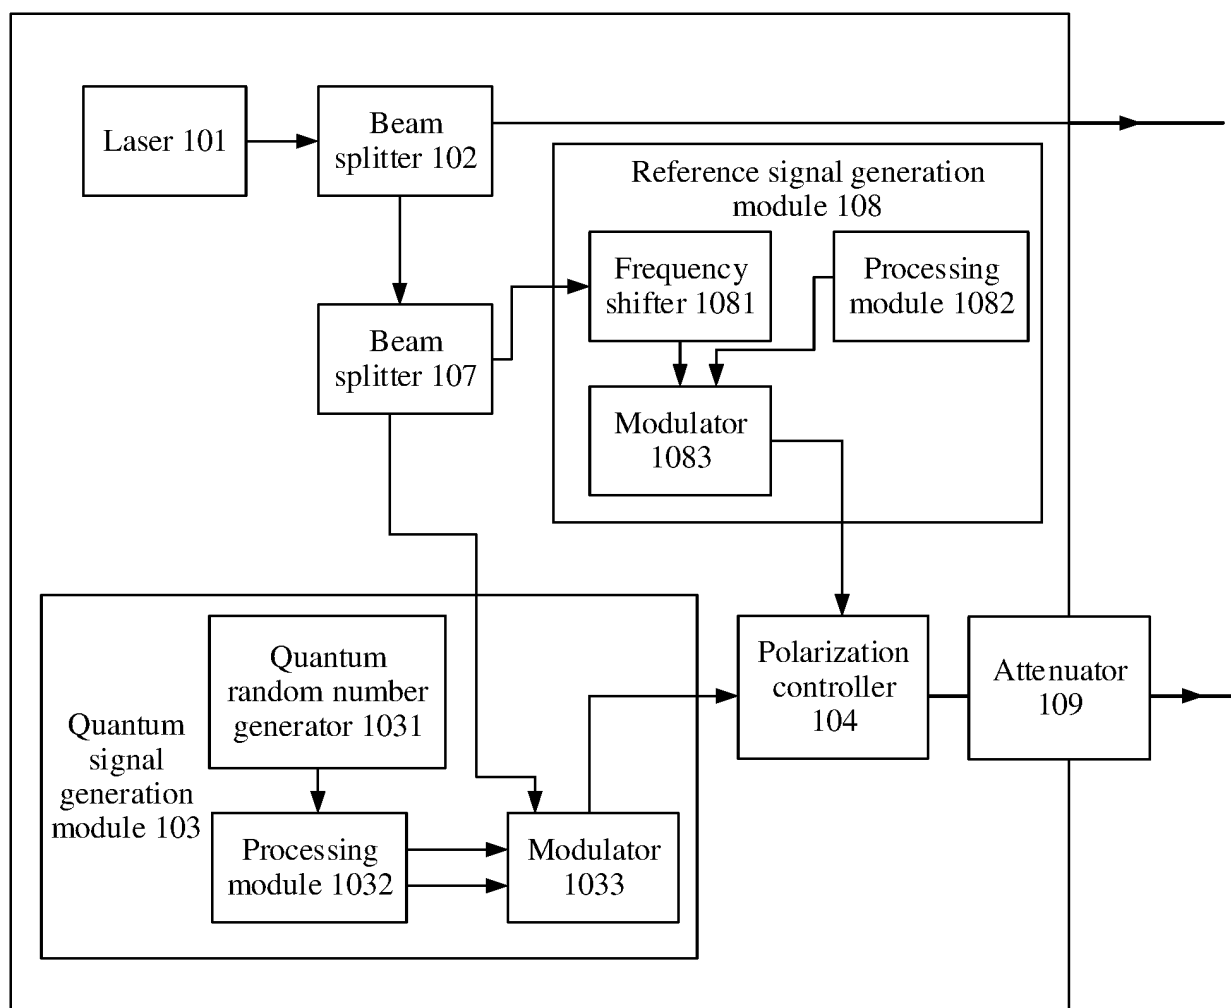 Laser 101
Beam
splitter 102
Reference signal generation
module 108
Frequency
shifter 1081
Processing
module 1082
Beam
splitter 107
Modulator
1083
Quantum
signal
generation
module 103
Quantum
random number
generator 1031
Processing
module 1032
Modulator
1033
Polarization
controller
104
Attenuator
109